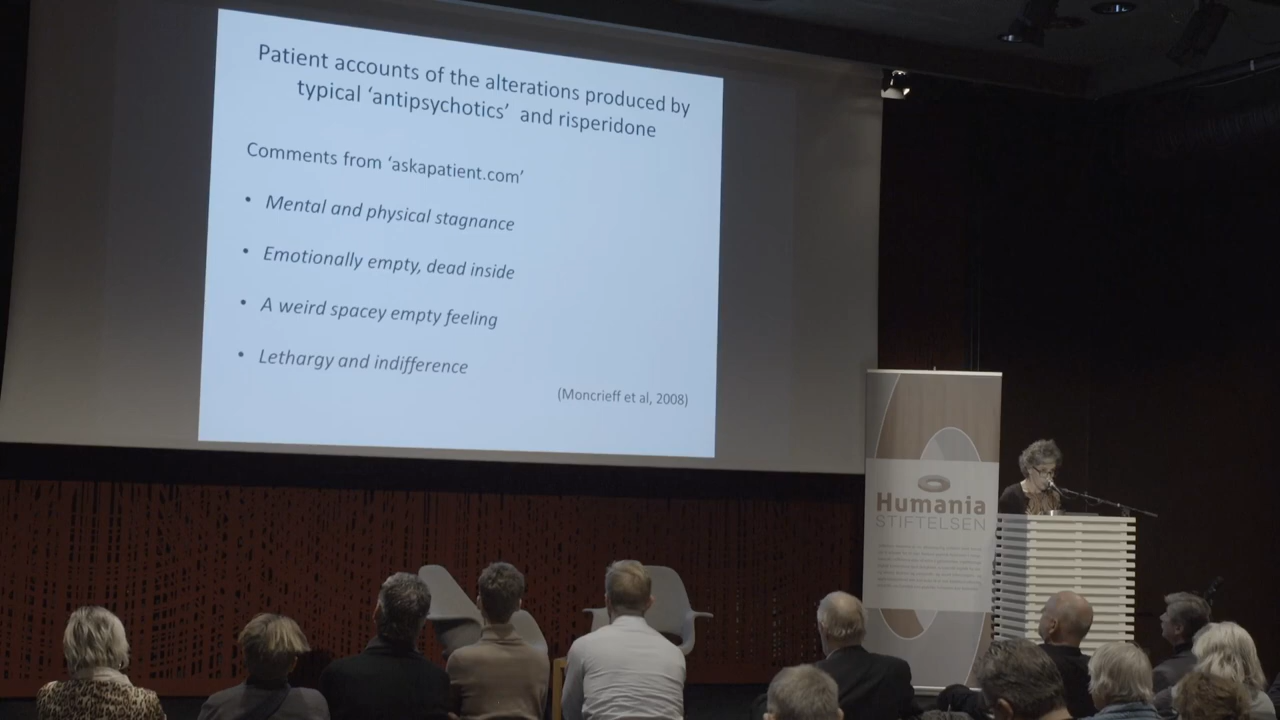 Patient accounts of the alterations produced by
typical ‘antipsychotics’ and risperidone
Comments from ‘askapatient.com’
• Mental and physical stagnance
• Emotionally empty, dead inside
• A weird spacey empty feeling
• Lethargy and indifference
(Moncrieff et al, 2008)
Humania
STIFTELSEN